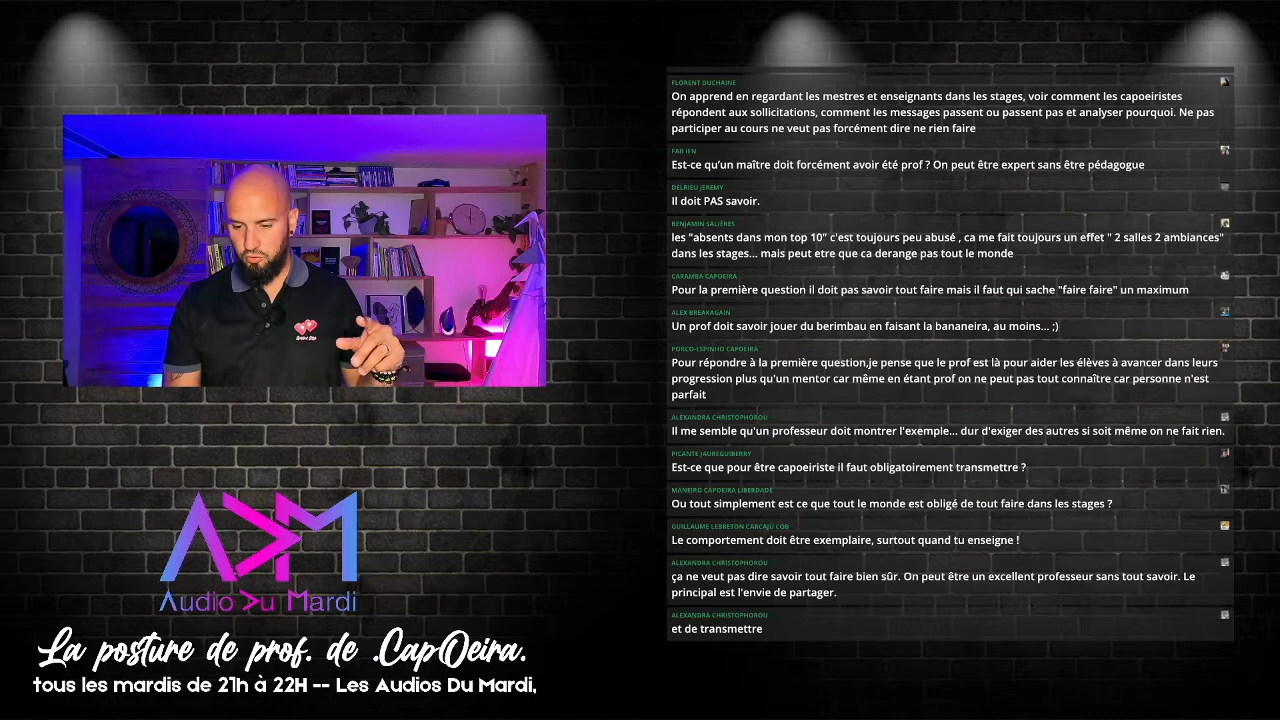 FLORENT DUCHAINE
On apprend en regardant les mestres et enseignants dans les stages, voir comment les capoeiristes
répondent aux sollicitations, comment les messages passent ou passent pas et analyser pourquoi. Ne pas
participer au cours ne veut pas forcément dire ne rien faire
FAB IEN
Est-ce qu'un maître doit forcément avoir été prof ? On peut être expert sans être pédagogue
DELRIEU JEREMY
Il doit PAS savoir.
BENJAMIN SALIÈRES
les "absents dans mon top 10" c'est toujours peu abusé , ca me fait toujours un effet " 2 salles 2 ambiances"
dans les stages... mais peut etre que ca derange pas tout le monde
CARAMBA CAPOEIRA
Pour la première question il doit pas savoir tout faire mais il faut qui sache "faire faire" un maximum
ALEX BREAKAGAIN
Un prof doit savoir jouer du berimbau en faisant la bananeira, au moins... ;)
PORCO-ESPINHO CAPOEIRA
Pour répondre à la première question,je pense que le prof est là pour aider les élèves à avancer dans leurs
progression plus qu'un mentor car même en étant prof on ne peut pas tout connaître car personne n'est
parfait
ALEXANDRA CHRISTOPHOROU
Il me semble qu'un professeur doit montrer l'exemple... dur d'exiger des autres si soit même on ne fait rien.
PICANTE JAUREGUIBERRY
Est-ce que pour être capoeiriste il faut obligatoirement transmettre ?
MANEIRO CAPOEIRA LIBERDADE
Ou tout simplement est ce que tout le monde est obligé de tout faire dans les stages ?
GUILLAUME LEBRETON CARCAJÙ COB
Le comportement doit être exemplaire, surtout quand tu enseigne !
ALEXANDRA CHRISTOPHOROU
ça ne veut pas dire savoir tout faire bien sûr. On peut être un excellent professeur sans tout savoir. Le
principal est l'envie de partager.
ALEXANDRA CHRISTOPHOROU
et de transmettre
ADM
Audio Du Mardi
La posture de prof. de .CapOeira.
tous les mardis de 21h à 22H -- Les Audios Du Mardi,